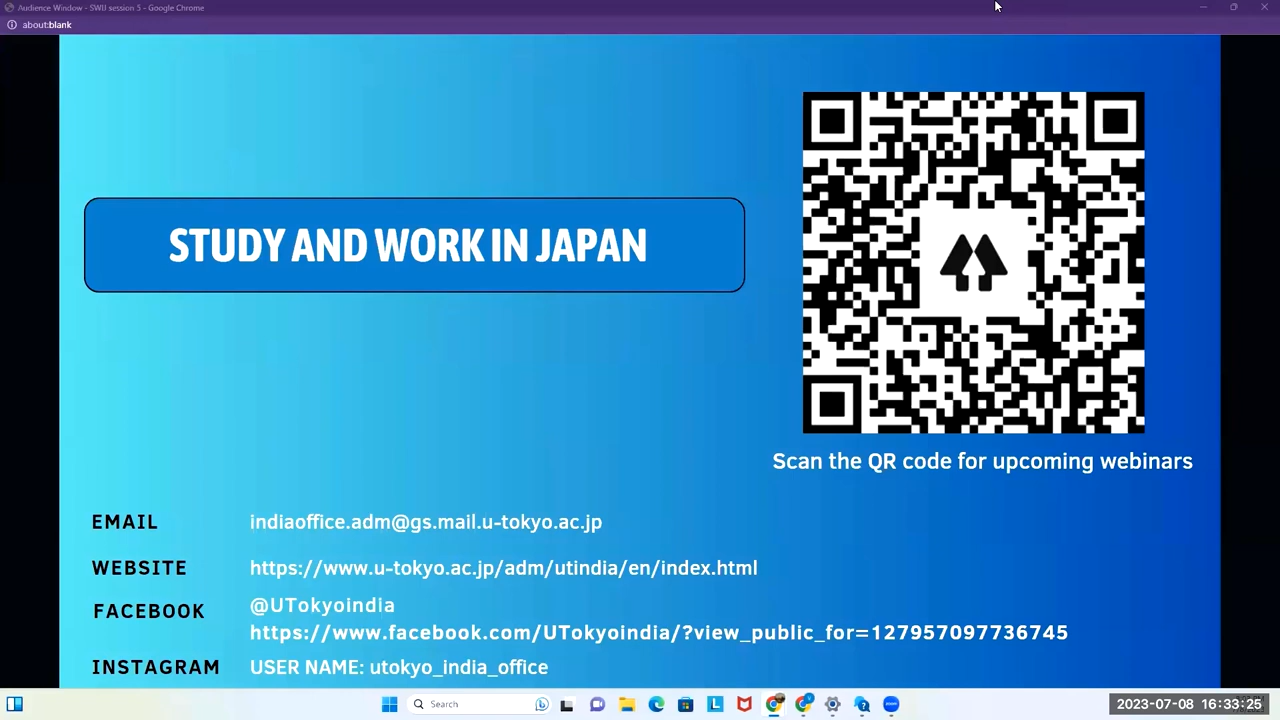 Audience Window - SWIJ session 5 - Google Chrome
about:blank
STUDY AND WORK IN JAPAN
Scan the QR code for upcoming webinars
EMAIL indiaoffice.adm@gs.mail.u-tokyo.ac.jp
WEBSITE https://www.u-tokyo.ac.jp/adm/utindia/en/index.html
FACEBOOK @UTokyoindia
https://www.facebook.com/UTokyoindia/?view_public_for=127957097736745
INSTAGRAM USER NAME: utokyo_india_office
Search
2023-07-08 16:33:25